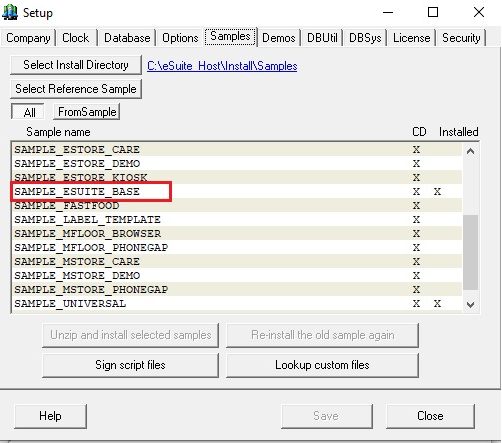 Setup
Company Clock Database Options Samples Demos DBUtil DBSys License Security
Select Install Directory C:\eSuite_Host\Install\Samples
Select Reference Sample
All FromSample
Sample name CD Installed
SAMPLE_ESTORE_CARE X
SAMPLE_ESTORE_DEMO X
SAMPLE_ESTORE_KIOSK X
SAMPLE_ESUITE_BASE X X
SAMPLE_FASTFOOD X
SAMPLE_LABEL_TEMPLATE X
SAMPLE_MFLOOR_BROWSER X
SAMPLE_MFLOOR_PHONEGAP X
SAMPLE_MSTORE_CARE X
SAMPLE_MSTORE_DEMO X
SAMPLE_MSTORE_PHONEGAP X
SAMPLE_UNIVERSAL X X
Unzip and install selected samples Re-install the old sample again
Sign script files Lookup custom files
Help Save Close